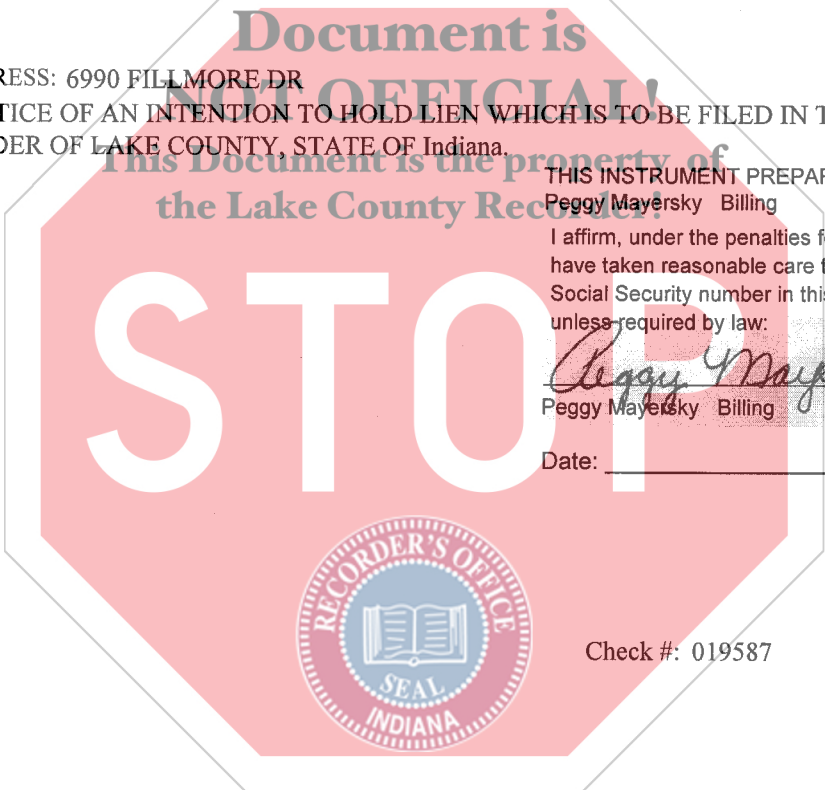 Document is
RESS: 6990 FILLMORE DR
NOT OFFICIAL!
TICE OF AN INTENTION TO HOLD LIEN WHICH IS TO BE FILED IN T
DER OF LAKE COUNTY, STATE OF Indiana.
This Document is the property of
the Lake County Recorder!
THIS INSTRUMENT PREPAR
Peggy Mayersky Billing
I affirm, under the penalties f
have taken reasonable care t
Social Security number in this
unless required by law:
Peggy May
Peggy Mayersky Billing
Date:
STOP
RECORDER'S OFFICE
SEAL
INDIANA
Check #: 019587